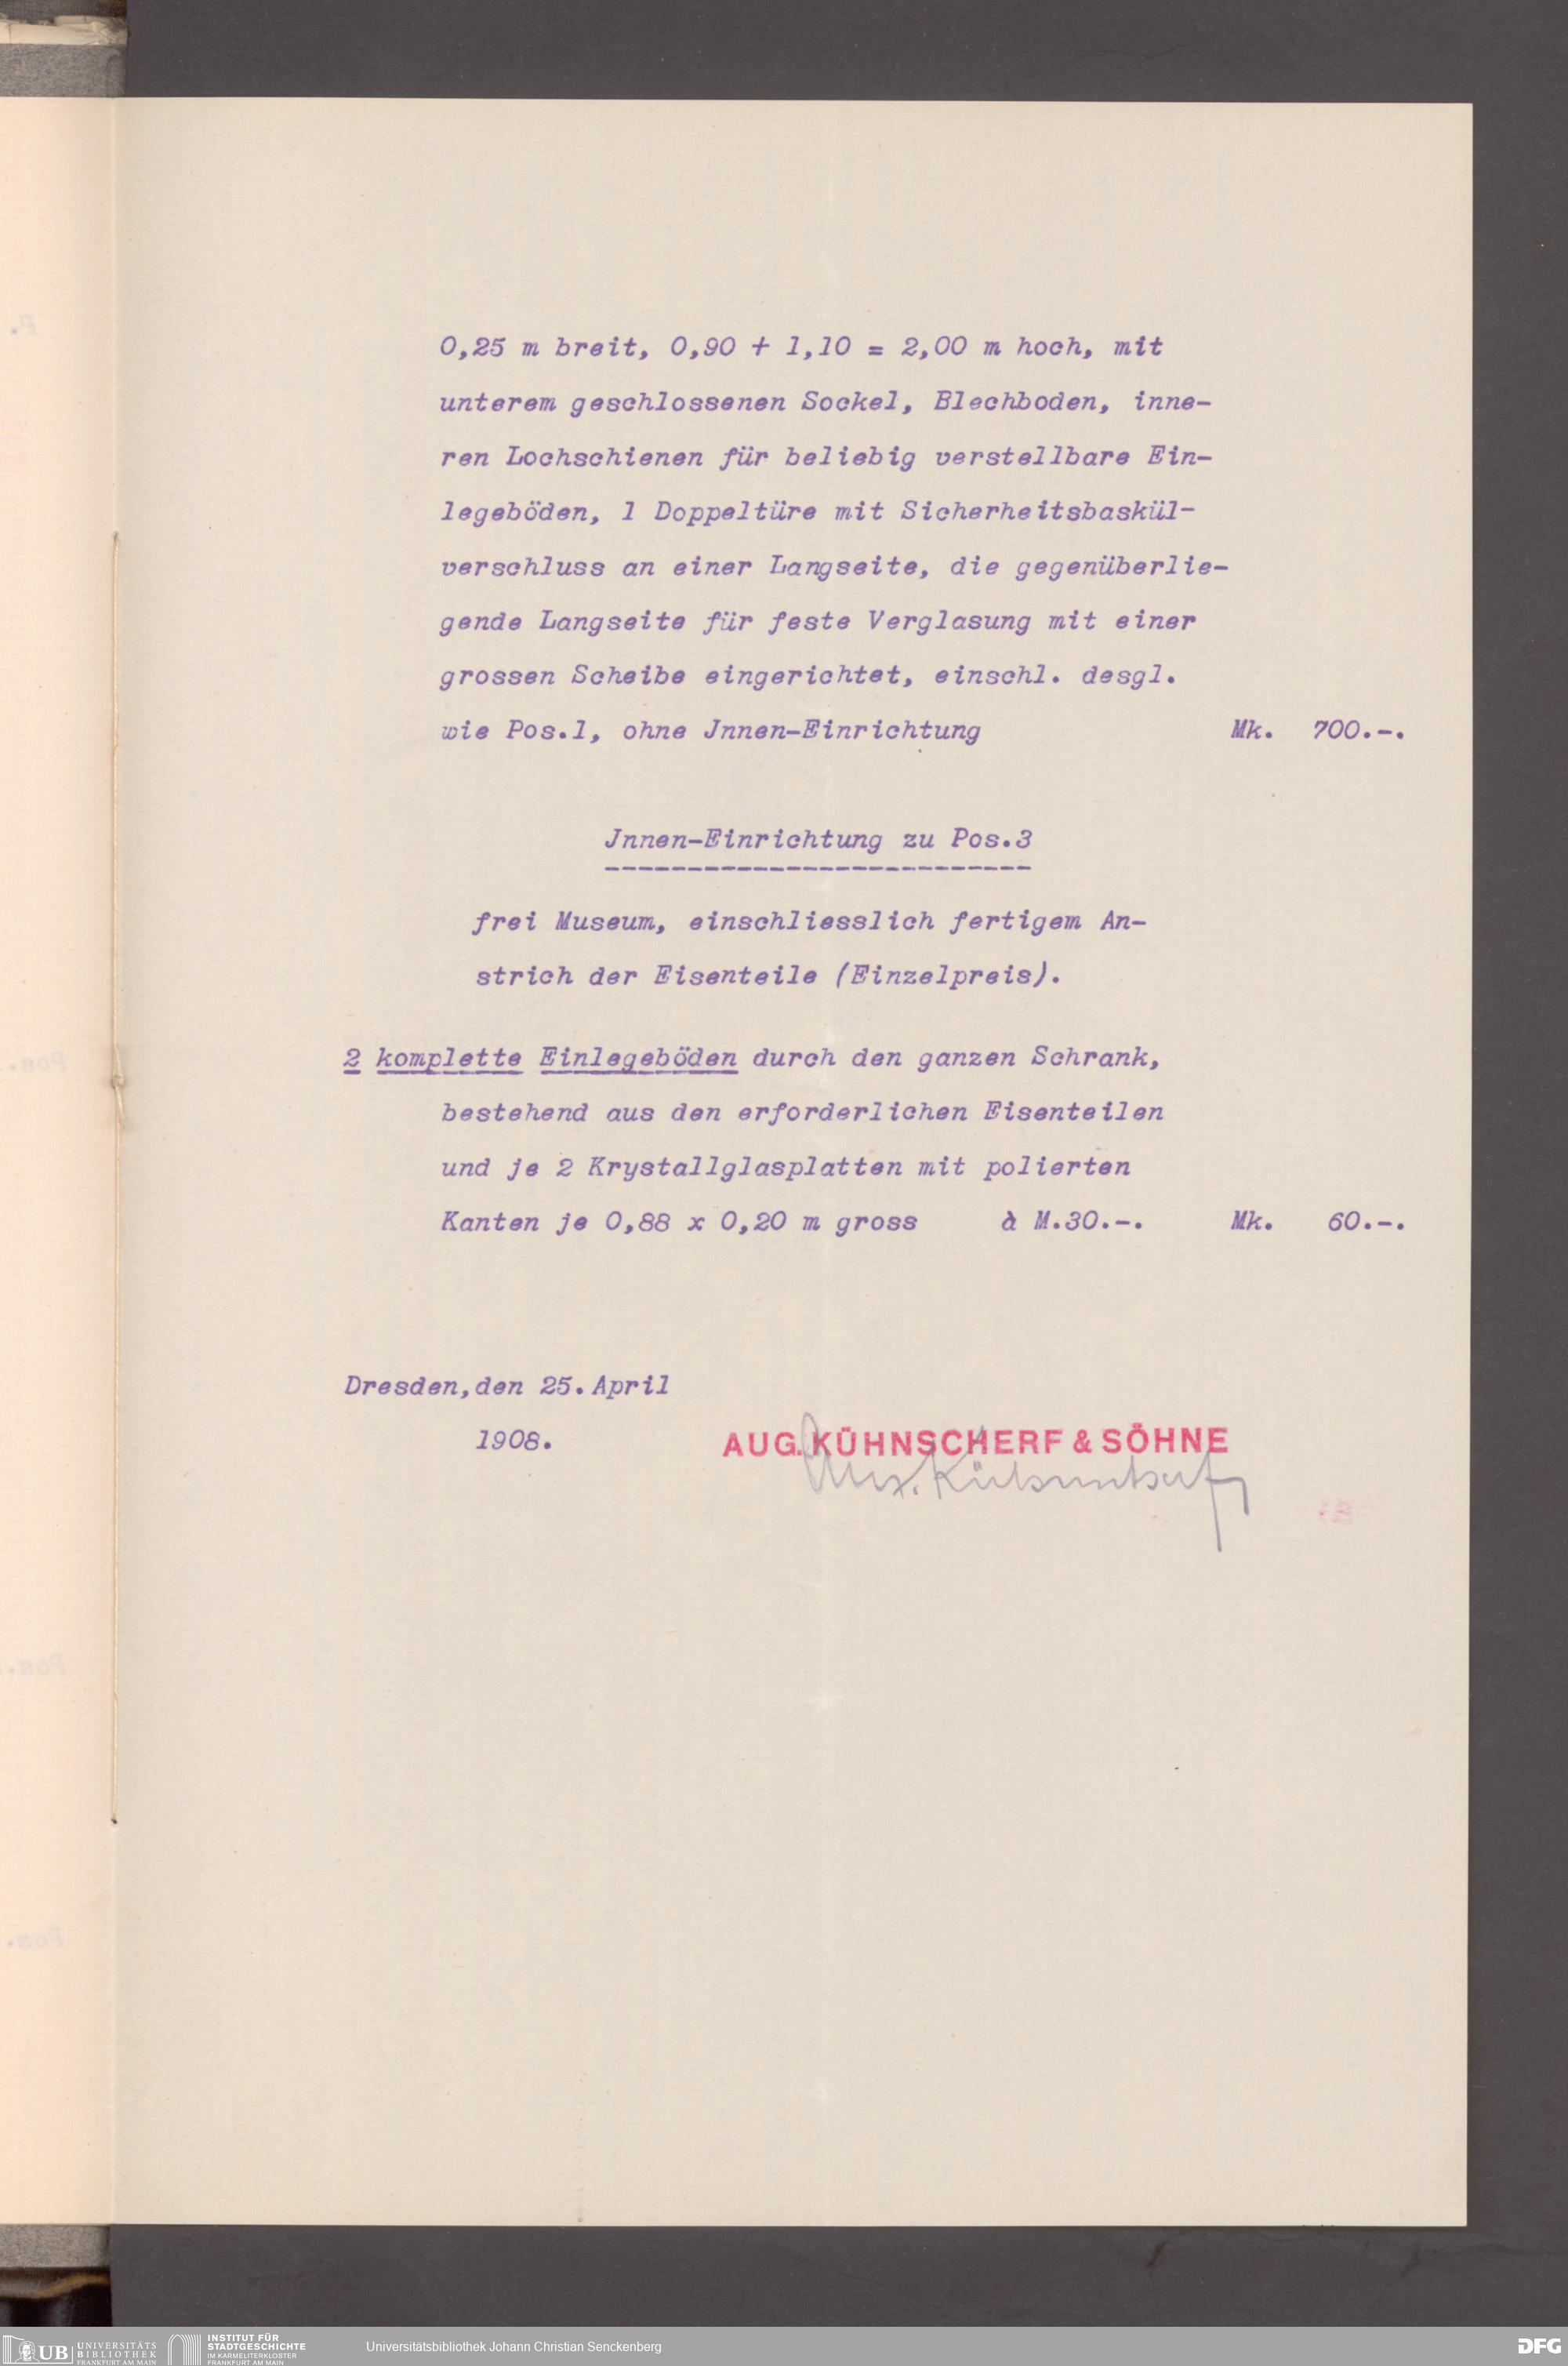 0,25 m breit, 0,90 + 1,10 = 2,00 m hoch, mit
unterem geschlossenen Sockel, Blechboden, inne-
ren Lochschienen für beliebig verstellbare Ein-
legeböden, 1 Doppeltüre mit Sicherheitsbaskül-
verschluss an einer Langseite, die gegenüberlie-
gende Langseite für feste Verglasung mit einer
grossen Scheibe eingerichtet, einschl. desgl.
wie Pos.1, ohne Jnnen-Einrichtung Mk. 700.-.
Jnnen-Einrichtung zu Pos.3
frei Museum, einschliesslich fertigem An-
strich der Eisenteile (Einzelpreis).
2 komplette Einlegeböden durch den ganzen Schrank,
bestehend aus den erforderlichen Eisenteilen
und je 2 Krystallglasplatten mit polierten
Kanten je 0,88 x 0,20 m gross à M.30.-. Mk. 60.-.
Dresden,den 25.April
1908.
AUG. KÜHNSCHERF & SÖHNE
UB UNIVERSITÄTS
BIBLIOTHEK
FRANKFURT AM MAIN
INSTITUT FÜR
STADTGESCHICHTE
IM KARMELITERKLOSTER
FRANKFURT AM MAIN
Universitätsbibliothek Johann Christian Senckenberg
DFG